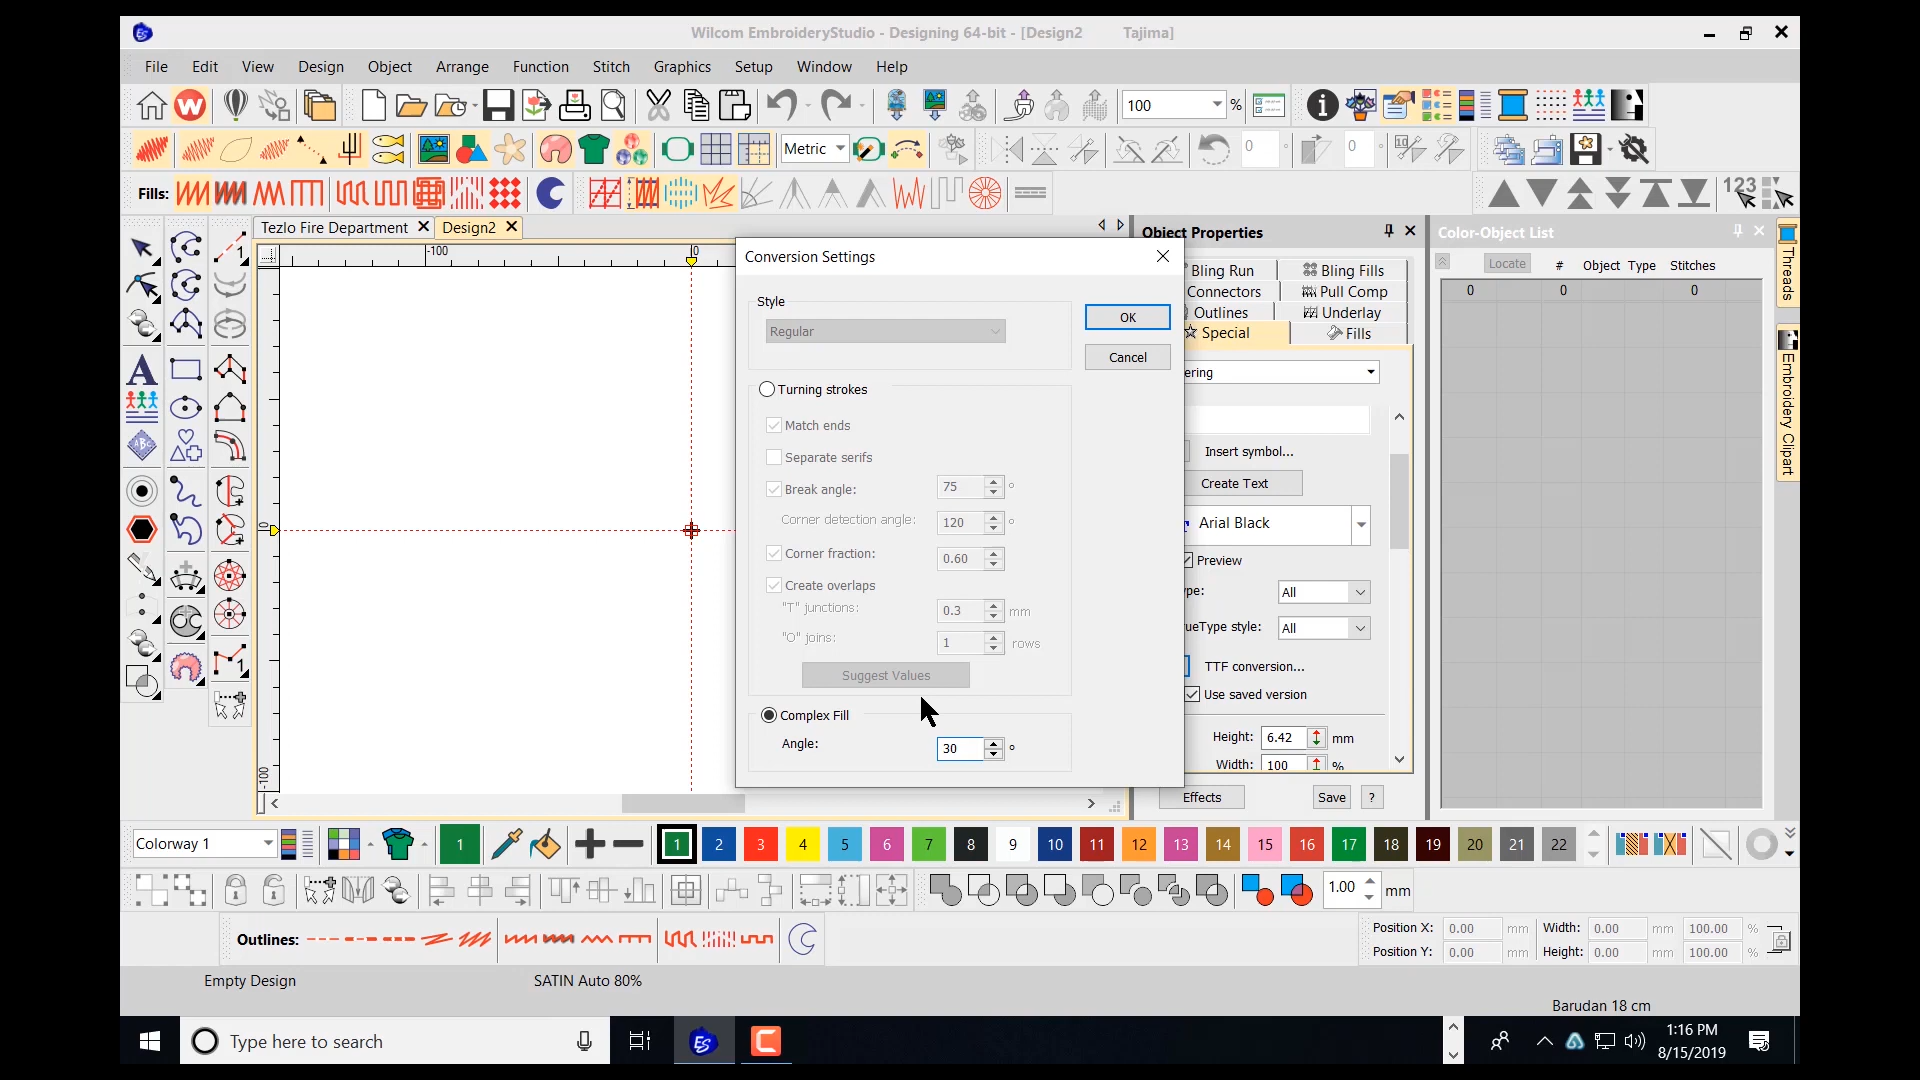 Wilcom EmbroideryStudio - Designing 64-bit - [Design2 Tajima]
File Edit View Design Object Arrange Function Stitch Graphics Setup Window Help
100 %
Metric 0 ° 0 °
Fills: 123
Tezlo Fire Department Design2
Object Properties
Color-Object List
Bling Run Bling Fills
Connectors Pull Comp
Outlines Underlay
Special Fills
Locate # Object Type Stitches
0 0 0
Threads
Embroidery Clipart
-100 0
0
-100
Conversion Settings
Style
Regular
OK
Cancel
Turning strokes
Match ends
Separate serifs
Break angle: 75 °
Corner detection angle: 120 °
Corner fraction: 0.60
Create overlaps
"T" junctions: 0.3 mm
"O" joins: 1 rows
Suggest Values
Complex Fill
Angle: 30 °
ering
Insert symbol...
Create Text
Arial Black
Preview
pe: All
rueType style: All
TTF conversion...
Use saved version
Height: 6.42 mm
Width: 100 %
Effects Save ?
Colorway 1 1 1 2 3 4 5 6 7 8 9 10 11 12 13 14 15 16 17 18 19 20 21 22
1.00 mm
Outlines:
Position X: 0.00 mm Width: 0.00 mm 100.00 %
Position Y: 0.00 mm Height: 0.00 mm 100.00 %
Empty Design SATIN Auto 80%
Barudan 18 cm
Type here to search
1:16 PM
8/15/2019